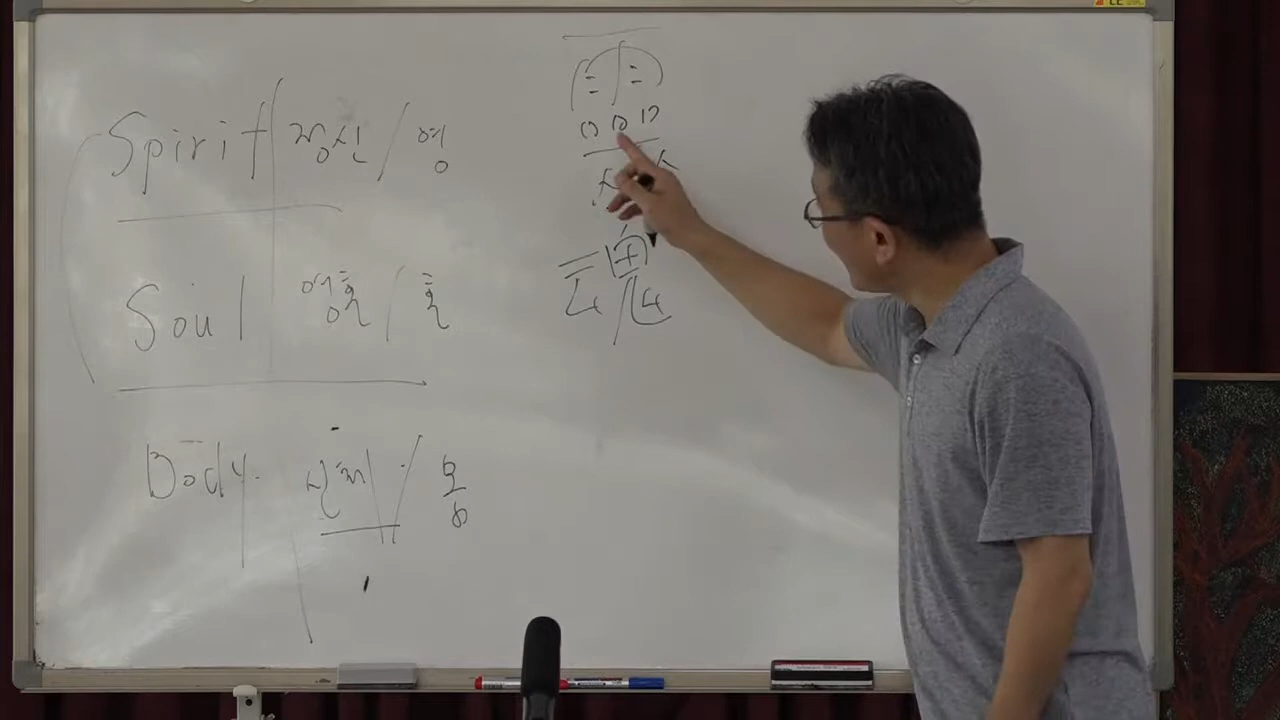 Spirit 정신 / 영
靈
Soul 영혼 / 혼
魂
Body 신체 / 몸